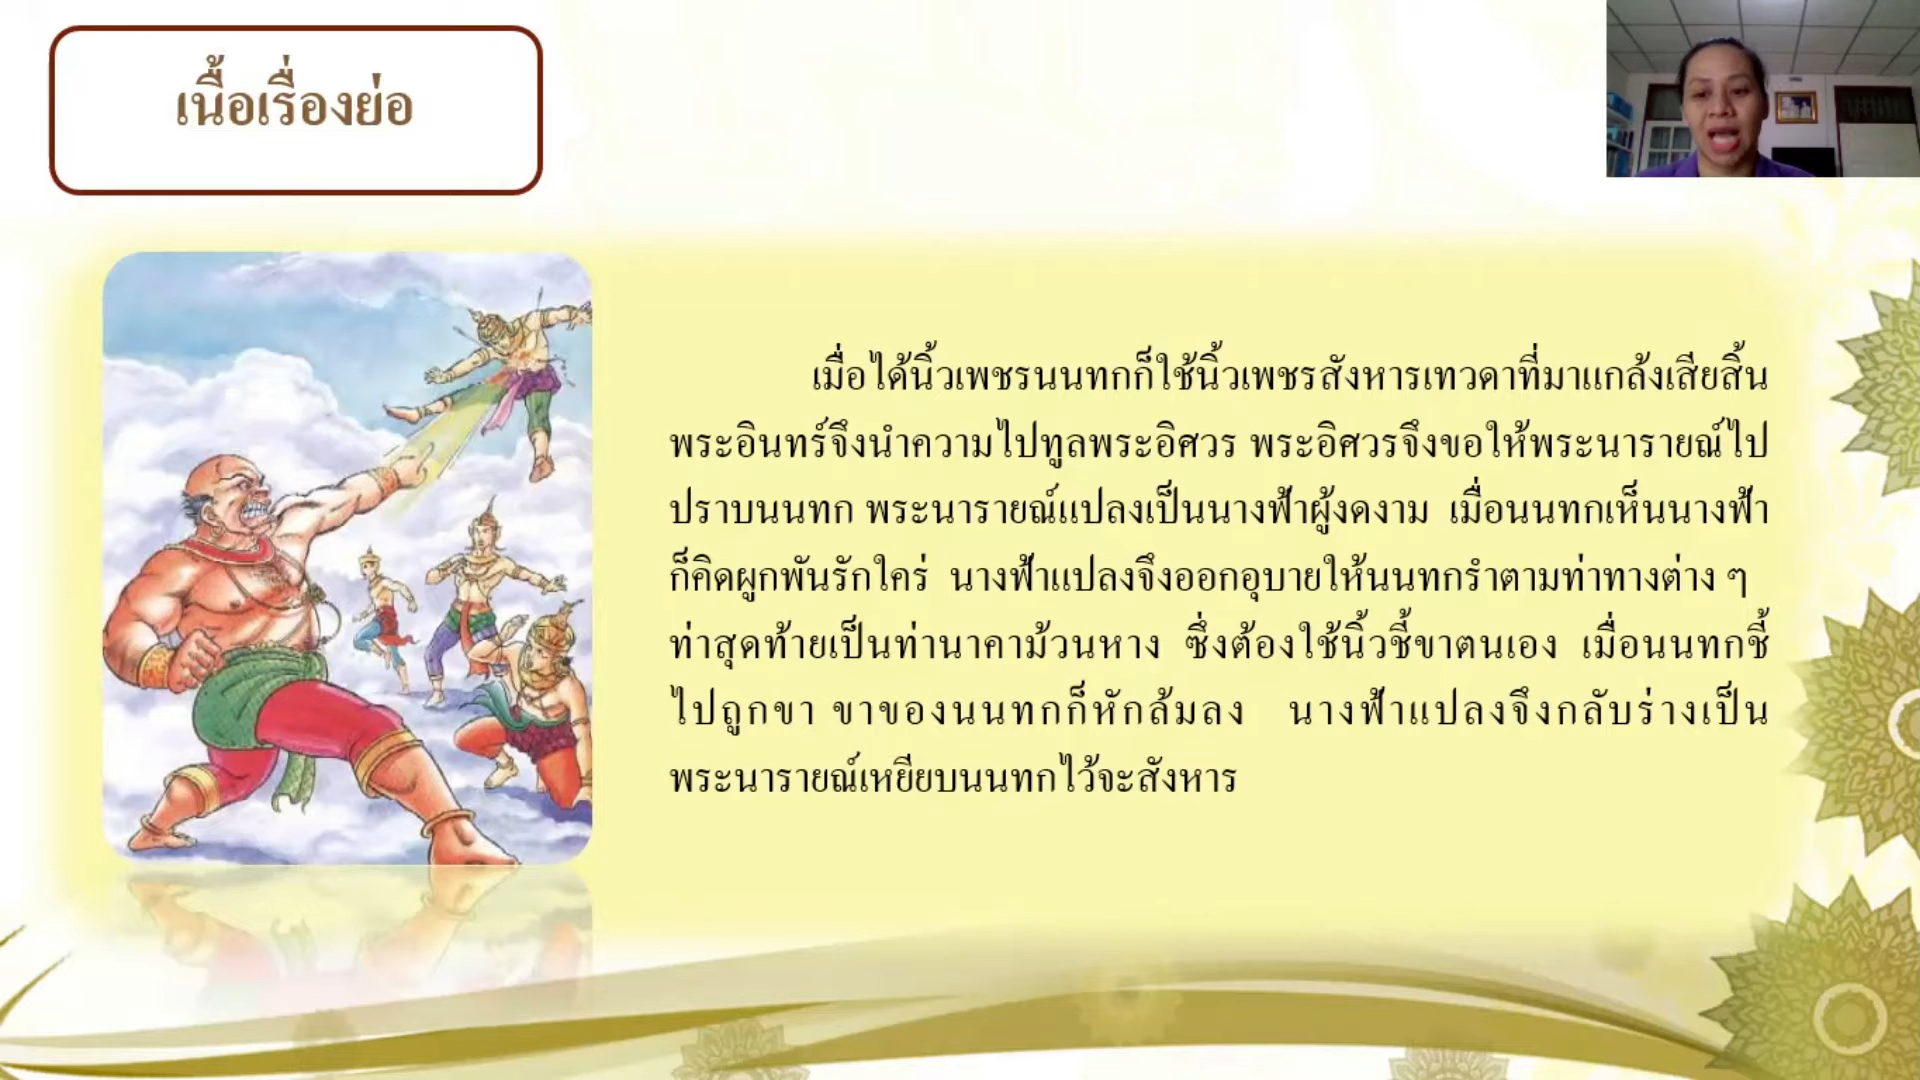 เนื้อเรื่องย่อ
เมื่อได้นิ้วเพชรนนทกก็ใช้นิ้วเพชรสังหารเทวดาที่มาแกล้งเสียสิ้น
พระอินทร์จึงนำความไปทูลพระอิศวร พระอิศวรจึงขอให้พระนารายณ์ไป
ปราบนนทก พระนารายณ์แปลงเป็นนางฟ้าผู้งดงาม เมื่อนนทกเห็นนางฟ้า
ก็คิดผูกพันรักใคร่ นางฟ้าแปลงจึงออกอุบายให้นนทกรำตามท่าทางต่าง ๆ
ท่าสุดท้ายเป็นท่านาคาม้วนหาง ซึ่งต้องใช้นิ้วชี้ขาตนเอง เมื่อนนทกชี้
ไปถูกขา ขาของนนทกก็หักล้มลง นางฟ้าแปลงจึงกลับร่างเป็น
พระนารายณ์เหยียบนนทกไว้จะสังหาร